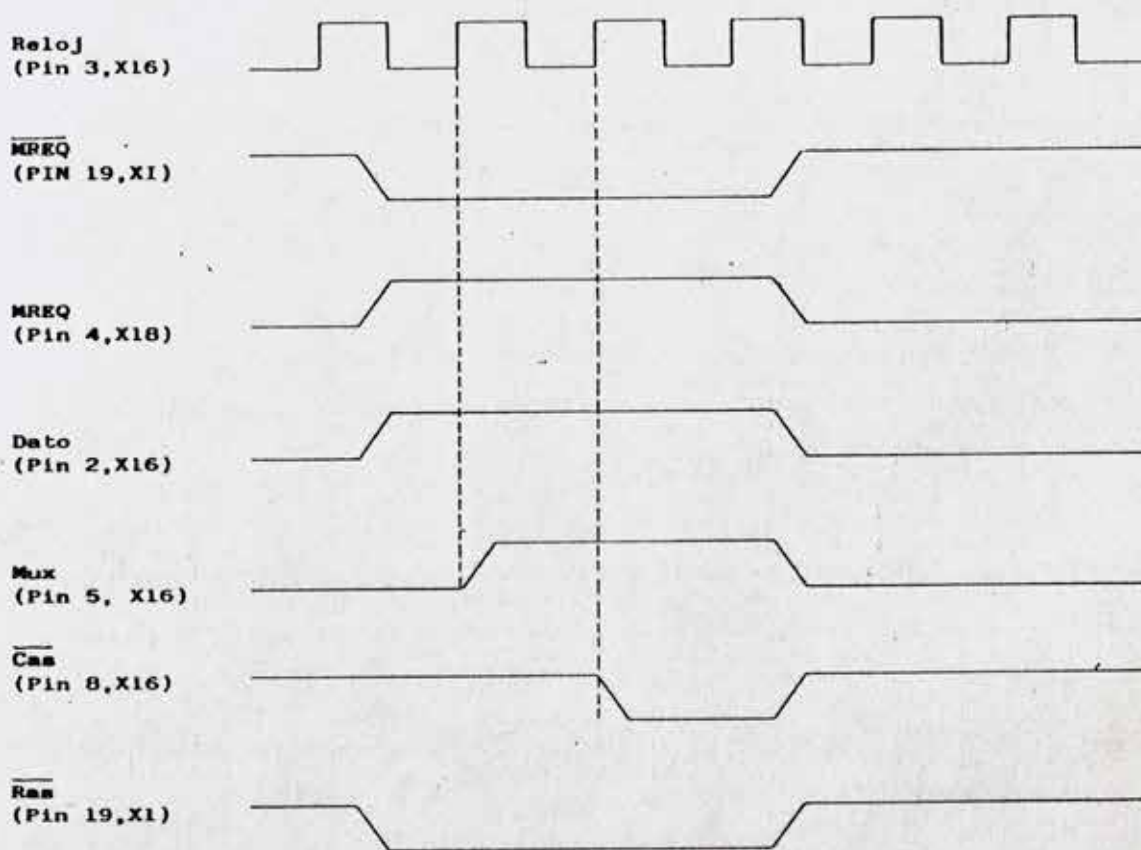 Reloj
(Pin 3,X16)
MREQ
(PIN 19,XI)
MREQ
(Pin 4,X18)
Dato
(Pin 2,X16)
Mux
(Pin 5, X16)
Cas
(Pin 8,X16)
Ras
(Pin 19,X1)